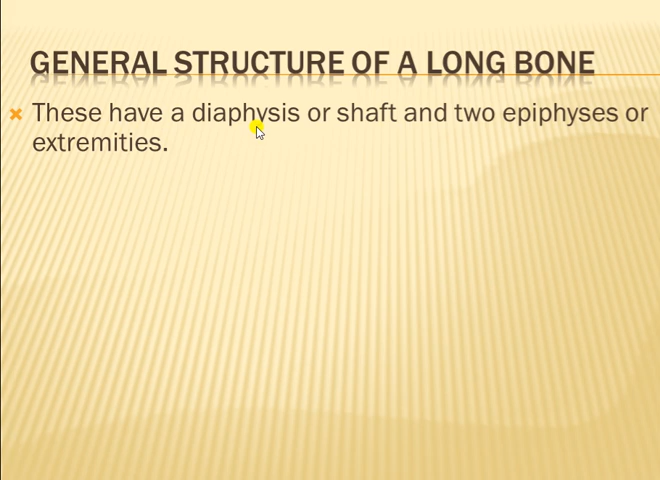 GENERAL STRUCTURE OF A LONG BONE
These have a diaphysis or shaft and two epiphyses or
extremities.